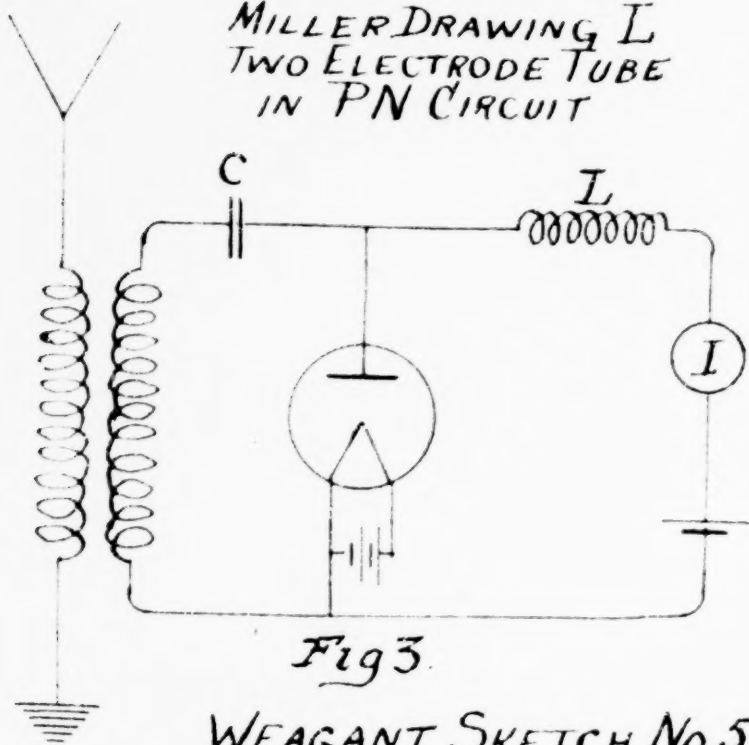 MILLER DRAWING L
TWO ELECTRODE TUBE
IN PN CIRCUIT
C
L
I
Fig 3.
WEAGANT SKETCH No 5